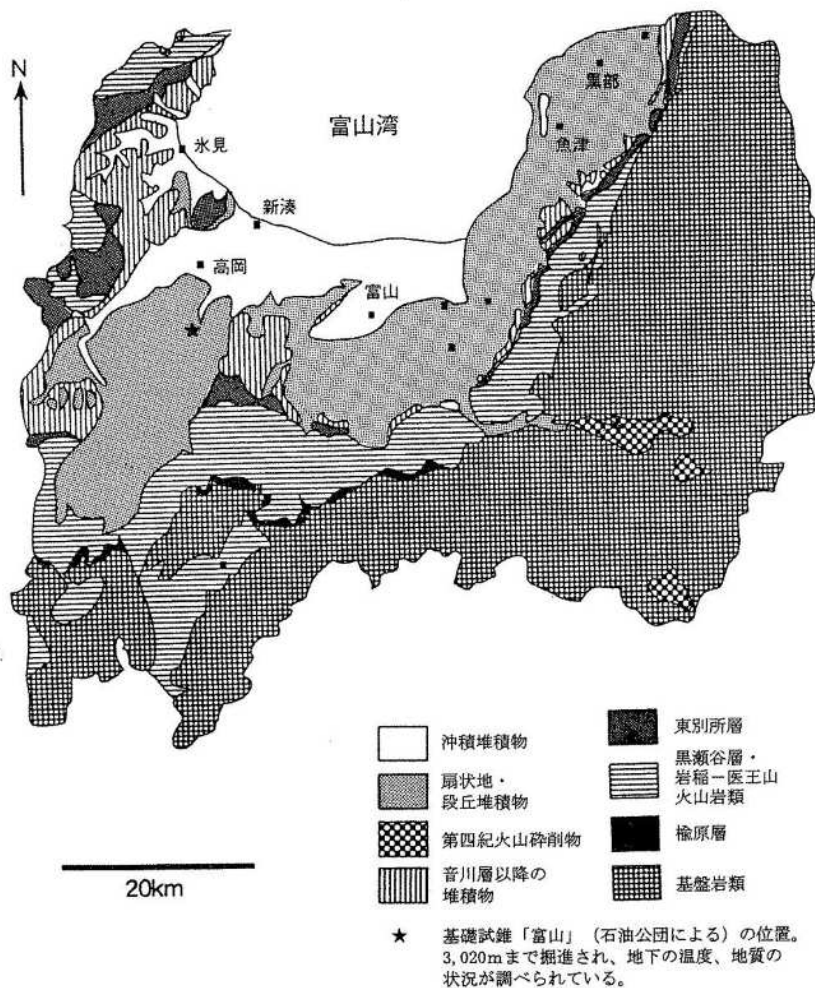 N
富山湾
黒部
魚津
氷見
新湊
高岡
富山
20km
沖積堆積物
扇状地・
段丘堆積物
第四紀火山砕削物
音川層以降の
堆積物
東別所層
黒瀬谷層・
岩稲－医王山
火山岩類
楡原層
基盤岩類
★ 基礎試錐「富山」(石油公団による)の位置。
3,020mまで掘進され、地下の温度、地質の
状況が調べられている。